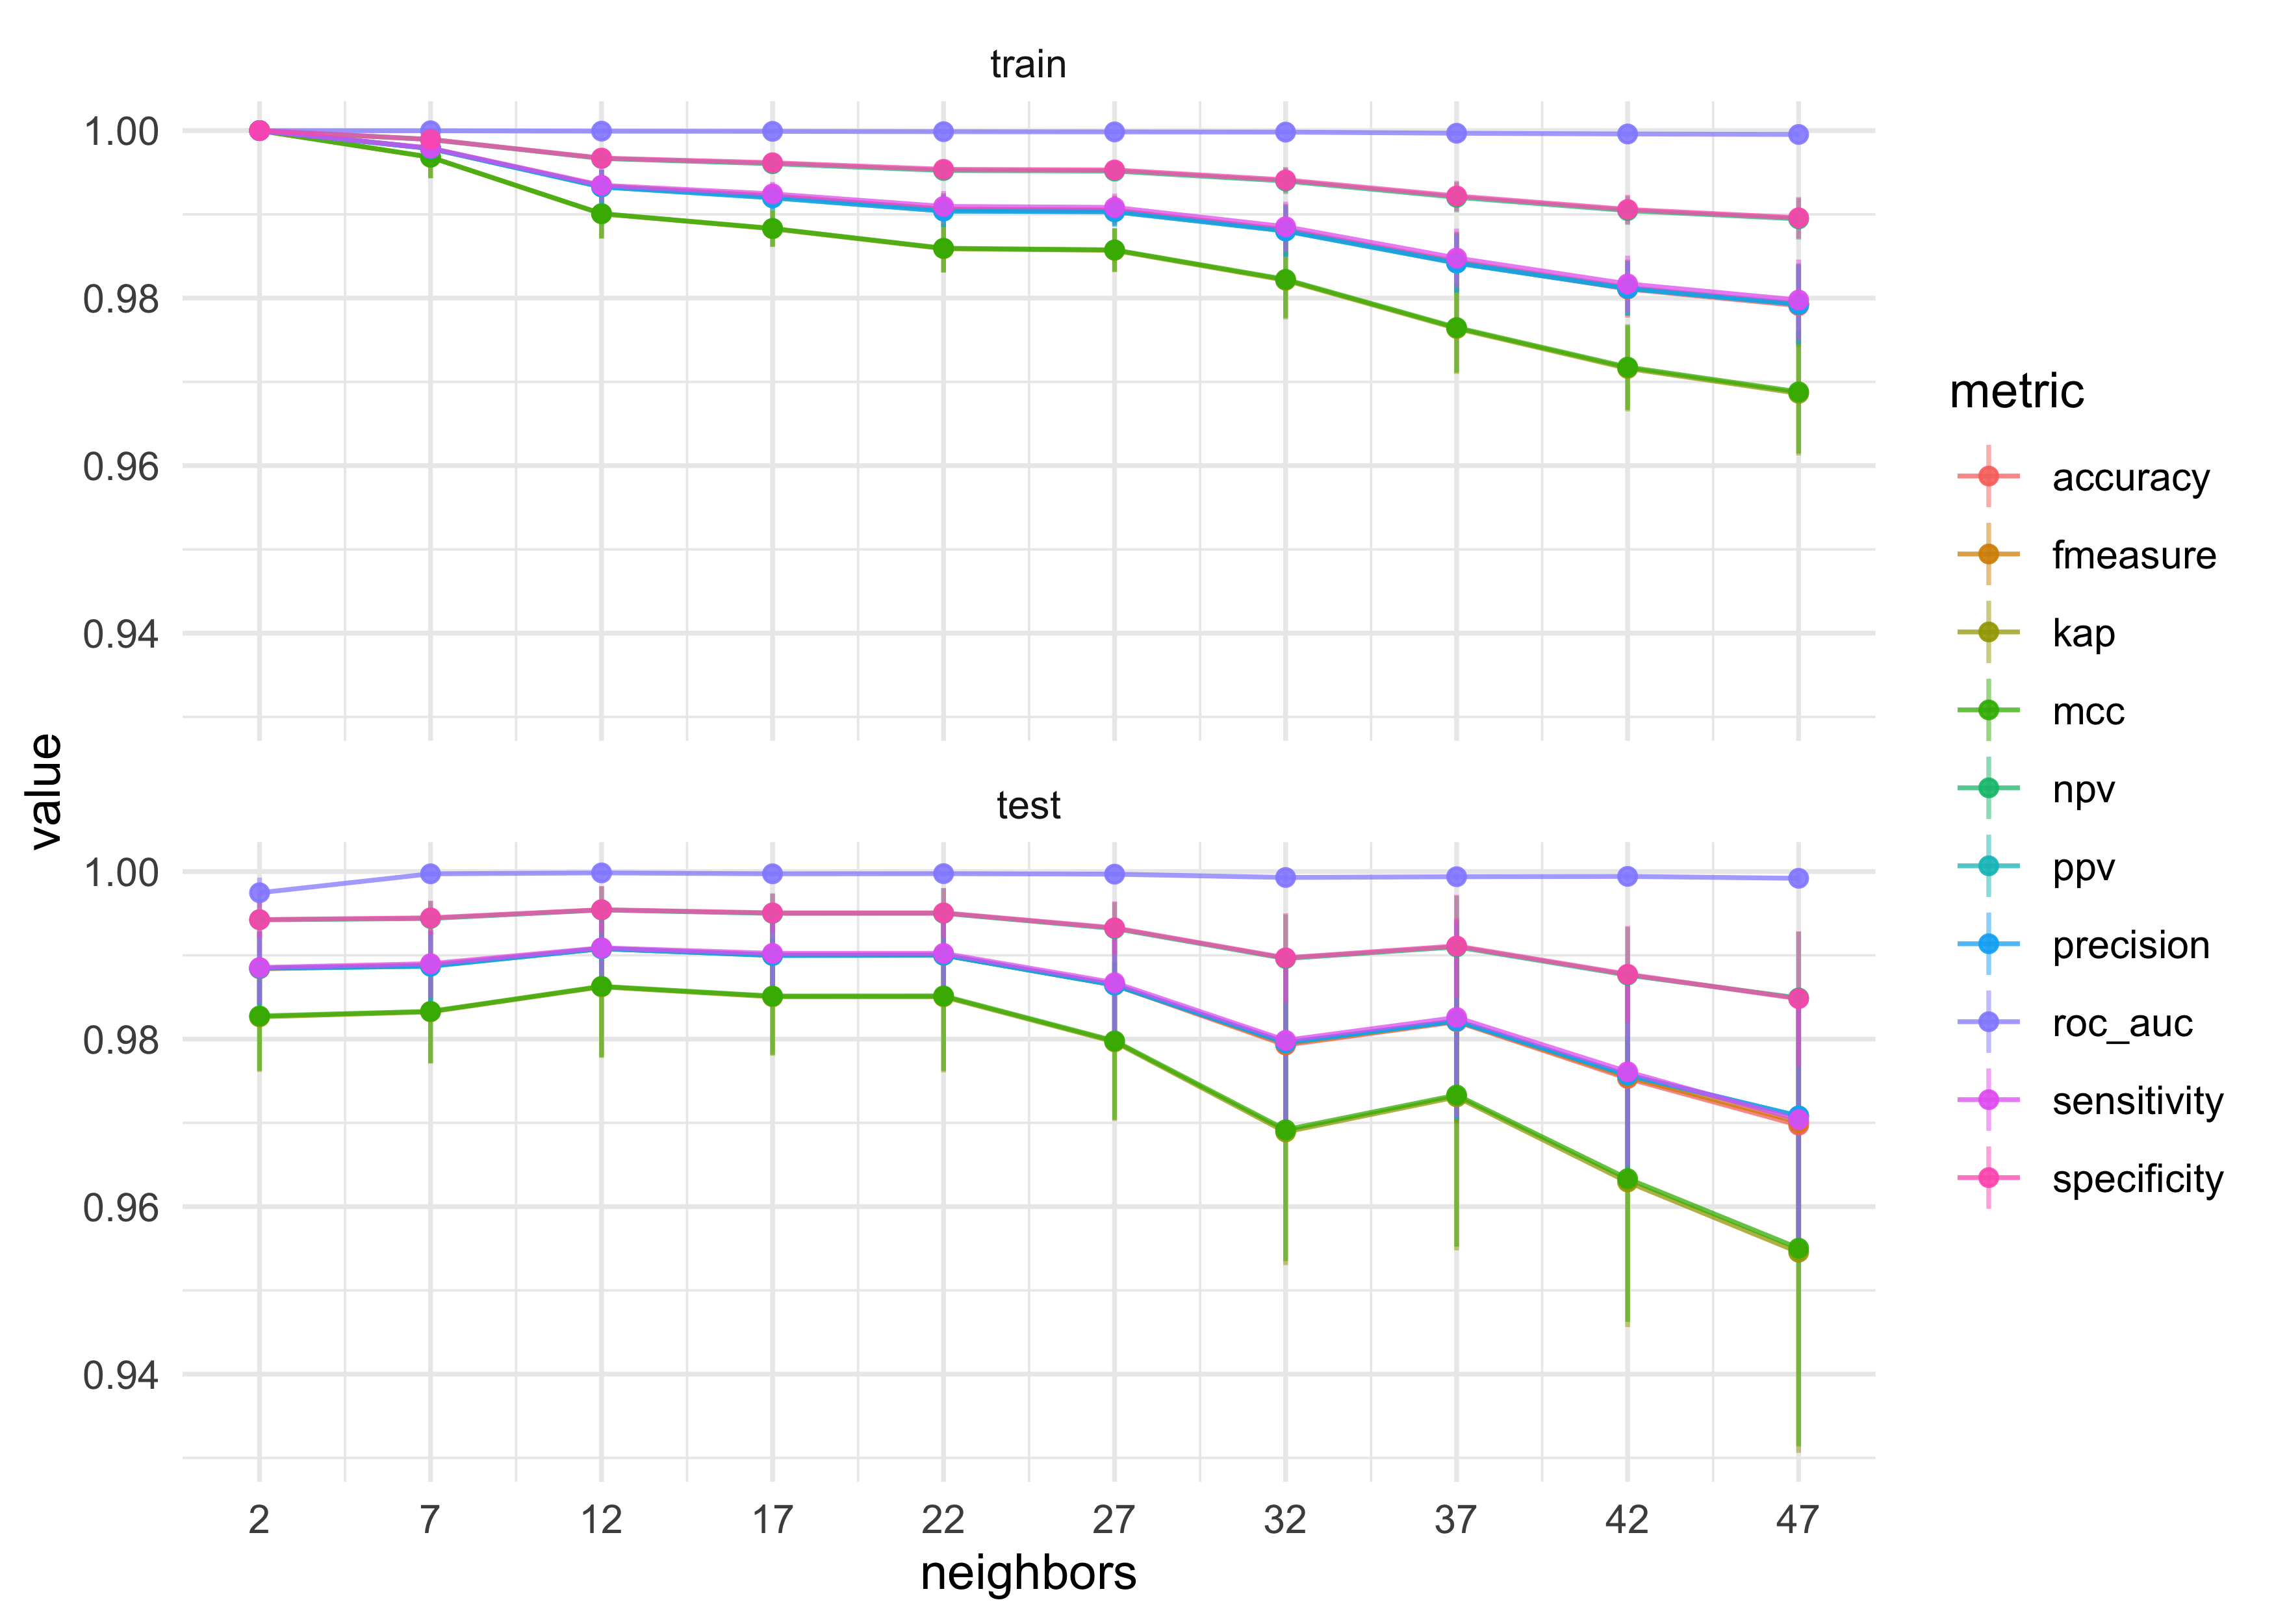 train
1.00
0.98
0.96
0.94
value
test
1.00
0.98
0.96
0.94
2 7 12 17 22 27 32 37 42 47
neighbors
metric
accuracy
fmeasure
kap
mcc
npv
ppv
precision
roc_auc
sensitivity
specificity